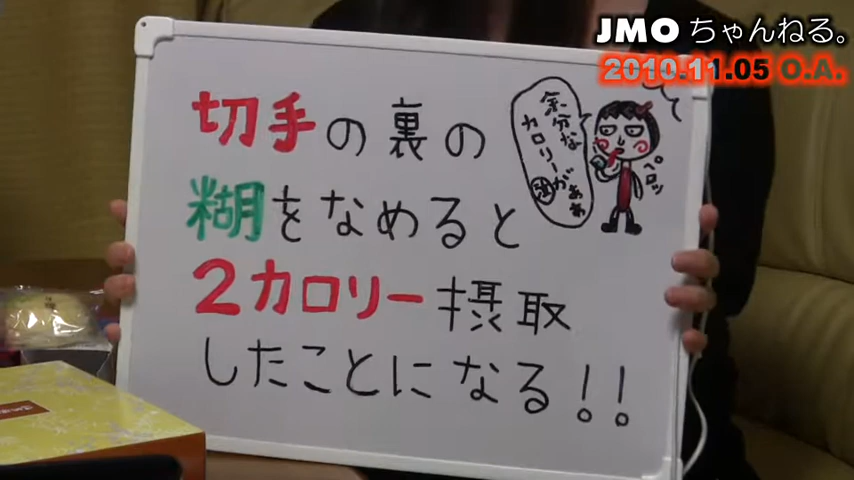 JMOちゃんねる。
2010.11.05 O.A.
切手の裏の
糊をなめると
2カロリー摂取
したことになる!!
余分な
カロリーが
ぁぁぁ
ペロッ